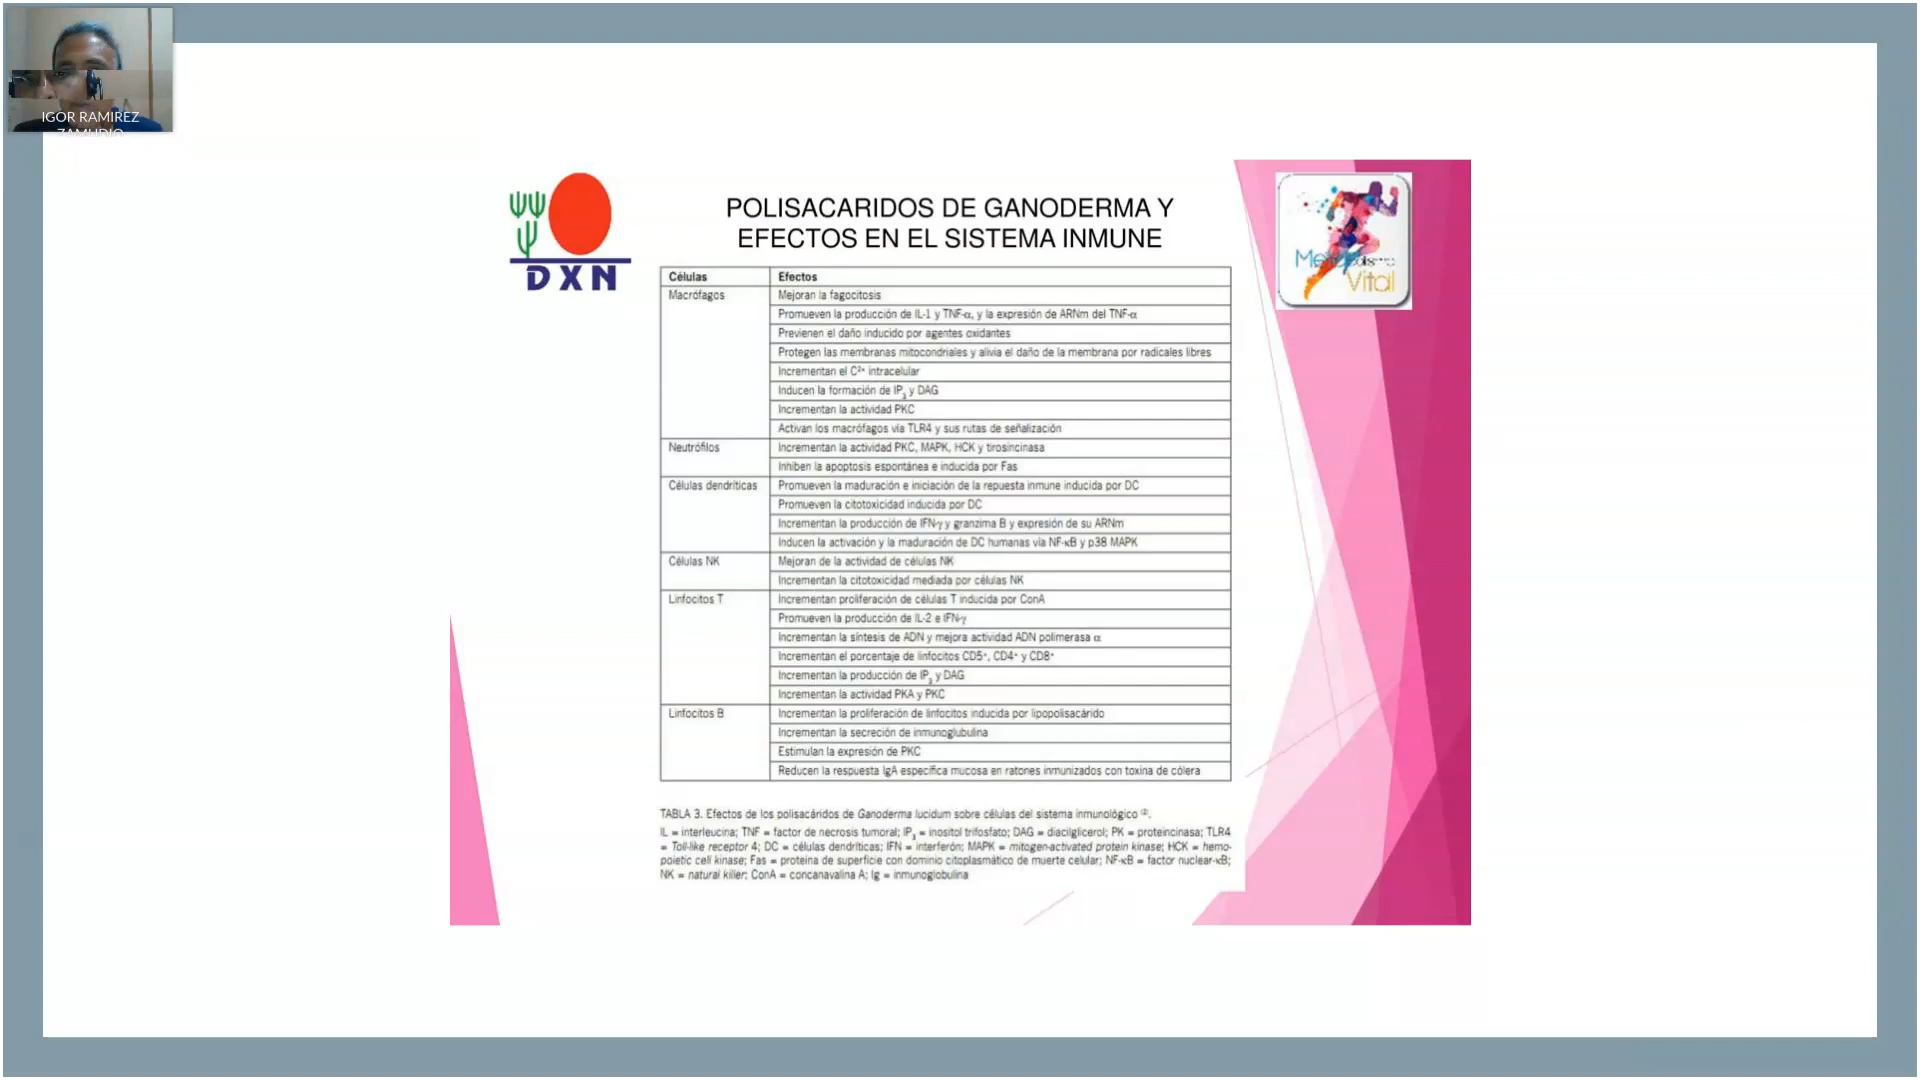 IGOR RAMIREZ
ZAMUDIO
DXN
POLISACARIDOS DE GANODERMA Y
EFECTOS EN EL SISTEMA INMUNE
Vital
Células Efectos
Macrófagos Mejoran la fagocitosis
Promueven la producción de IL-1 y TNF-α, y la expresión de ARNm del TNF-α
Previenen el daño inducido por agentes oxidantes
Protegen las membranas mitocondriales y alivia el daño de la membrana por radicales libres
Incrementan el C²⁺ intracelular
Inducen la formación de IP₃ y DAG
Incrementan la actividad PKC
Activan los macrófagos vía TLR4 y sus rutas de señalización
Neutrófilos Incrementan la actividad PKC, MAPK, HCK y tirosincinasa
Inhiben la apoptosis espontánea e inducida por Fas
Células dendríticas Promueven la maduración e iniciación de la repuesta inmune inducida por DC
Promueven la citotoxicidad inducida por DC
Incrementan la producción de IFN-γ y granzima B y expresión de su ARNm
Inducen la activación y la maduración de DC humanas vía NF-κB y p38 MAPK
Células NK Mejoran de la actividad de células NK
Incrementan la citotoxicidad mediada por células NK
Linfocitos T Incrementan proliferación de células T inducida por ConA
Promueven la producción de IL-2 e IFN-γ
Incrementan la síntesis de ADN y mejora actividad ADN polimerasa α
Incrementan el porcentaje de linfocitos CD5⁺, CD4⁺ y CD8⁺
Incrementan la producción de IP₃ y DAG
Incrementan la actividad PKA y PKC
Linfocitos B Incrementan la proliferación de linfocitos inducida por lipopolisacárido
Incrementan la secreción de inmunoglubulina
Estimulan la expresión de PKC
Reducen la respuesta IgA específica mucosa en ratones inmunizados con toxina de cólera
TABLA 3. Efectos de los polisacáridos de Ganoderma lucidum sobre células del sistema inmunológico ⁽²⁾.
IL = interleucina; TNF = factor de necrosis tumoral; IP₃ = inositol trifosfato; DAG = diacilglicerol; PK = proteincinasa; TLR4
= Toll-like receptor 4; DC = células dendríticas; IFN = interferón; MAPK = mitogen-activated protein kinase; HCK = hemo-
poietic cell kinase; Fas = proteína de superficie con dominio citoplasmático de muerte celular; NF-κB = factor nuclear-κB;
NK = natural killer; ConA = concanavalina A; Ig = inmunoglobulina